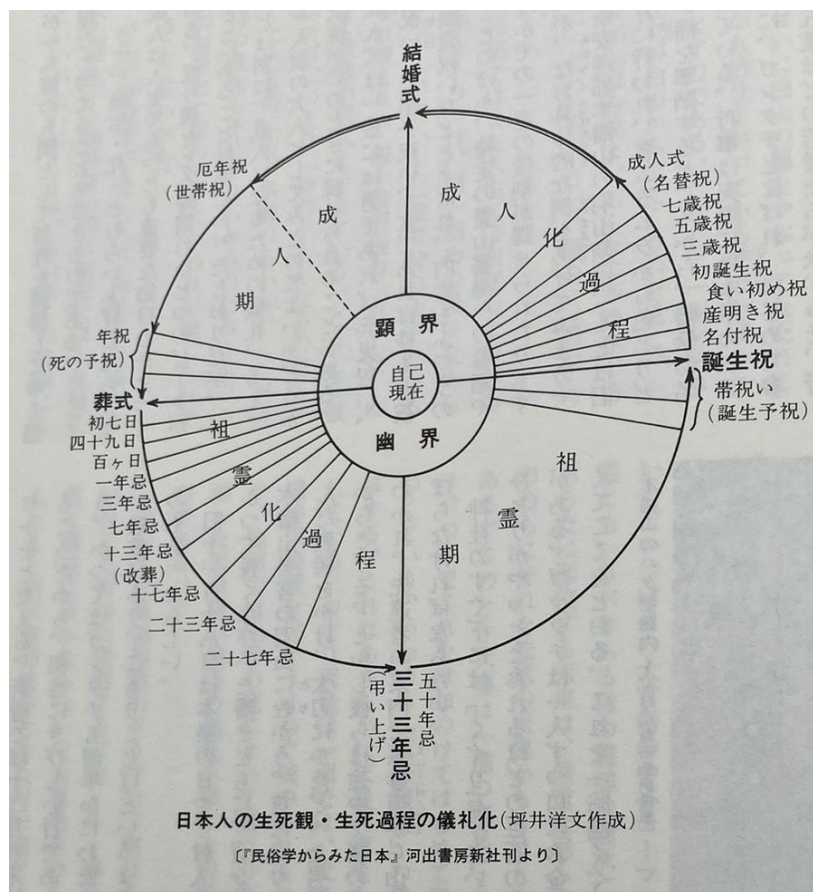 結婚式
厄年祝
(世帯祝)
成人期
成人化過程
成人式
(名替祝)
七歳祝
五歳祝
三歳祝
初誕生祝
食い初め祝
産明き祝
名付祝
誕生祝
帯祝い
(誕生予祝)
年祝
(死の予祝)
葬式
顕界
自己
現在
幽界
初七日
四十九日
百ヶ日
一年忌
三年忌
七年忌
十三年忌
(改葬)
十七年忌
二十三年忌
二十七年忌
祖霊化過程
祖霊期
五十年忌
三十三年忌
(弔い上げ)
日本人の生死観・生死過程の儀礼化(坪井洋文作成)
〔『民俗学からみた日本』河出書房新社刊より〕